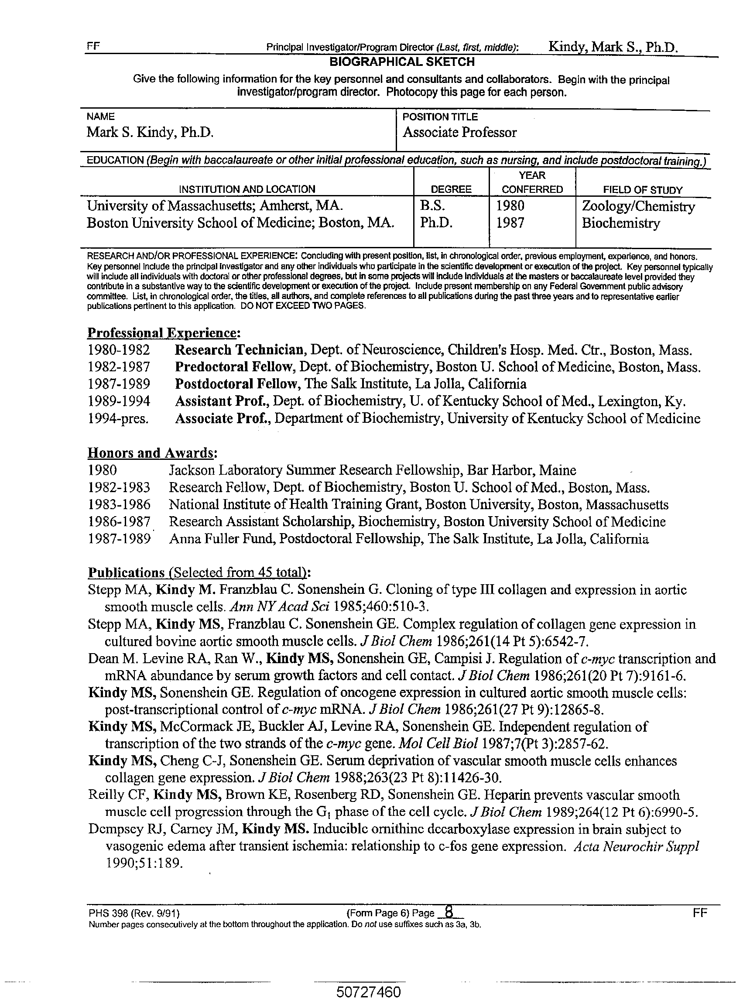 FF Principal Investigator/Program Director (Last, first, middle): Kindy, Mark S., Ph.D.
BIOGRAPHICAL SKETCH
Give the following information for the key personnel and consultants and collaborators. Begin with the principal
investigator/program director. Photocopy this page for each person.
NAME POSITION TITLE
Mark S. Kindy, Ph.D. Associate Professor
EDUCATION (Begin with baccalaureate or other initial professional education, such as nursing, and include postdoctoral training.)
INSTITUTION AND LOCATION DEGREE YEAR CONFERRED FIELD OF STUDY
University of Massachusetts; Amherst, MA. B.S. 1980 Zoology/Chemistry
Boston University School of Medicine; Boston, MA. Ph.D. 1987 Biochemistry
RESEARCH AND/OR PROFESSIONAL EXPERIENCE: Concluding with present position, list, in chronological order, previous employment, experience, and honors.
Key personnel include the principal investigator and any other individuals who participate in the scientific development or execution of the project. Key personnel typically
will include all individuals with doctoral or other professional degrees, but in some projects will include individuals at the masters or baccalaureate level provided they
contribute in a substantive way to the scientific development or execution of the project. Include present membership on any Federal Government public advisory
committee. List, in chronological order, the titles, all authors, and complete references to all publications during the past three years and to representative earlier
publications pertinent to this application. DO NOT EXCEED TWO PAGES.
Professional Experience:
1980-1982 Research Technician, Dept. of Neuroscience, Children's Hosp. Med. Ctr., Boston, Mass.
1982-1987 Predoctoral Fellow, Dept. of Biochemistry, Boston U. School of Medicine, Boston, Mass.
1987-1989 Postdoctoral Fellow, The Salk Institute, La Jolla, California
1989-1994 Assistant Prof., Dept. of Biochemistry, U. of Kentucky School of Med., Lexington, Ky.
1994-pres. Associate Prof., Department of Biochemistry, University of Kentucky School of Medicine
Honors and Awards:
1980 Jackson Laboratory Summer Research Fellowship, Bar Harbor, Maine
1982-1983 Research Fellow, Dept. of Biochemistry, Boston U. School of Med., Boston, Mass.
1983-1986 National Institute of Health Training Grant, Boston University, Boston, Massachusetts
1986-1987 Research Assistant Scholarship, Biochemistry, Boston University School of Medicine
1987-1989 Anna Fuller Fund, Postdoctoral Fellowship, The Salk Institute, La Jolla, California
Publications (Selected from 45 total):
Stepp MA, Kindy M. Franzblau C. Sonenshein G. Cloning of type III collagen and expression in aortic
smooth muscle cells. Ann NY Acad Sci 1985;460:510-3.
Stepp MA, Kindy MS, Franzblau C. Sonenshein GE. Complex regulation of collagen gene expression in
cultured bovine aortic smooth muscle cells. J Biol Chem 1986;261(14 Pt 5):6542-7.
Dean M. Levine RA, Ran W., Kindy MS, Sonenshein GE, Campisi J. Regulation of c-myc transcription and
mRNA abundance by serum growth factors and cell contact. J Biol Chem 1986;261(20 Pt 7):9161-6.
Kindy MS, Sonenshein GE. Regulation of oncogene expression in cultured aortic smooth muscle cells:
post-transcriptional control of c-myc mRNA. J Biol Chem 1986;261(27 Pt 9):12865-8.
Kindy MS, McCormack JE, Buckler AJ, Levine RA, Sonenshein GE. Independent regulation of
transcription of the two strands of the c-myc gene. Mol Cell Biol 1987;7(Pt 3):2857-62.
Kindy MS, Cheng C-J, Sonenshein GE. Serum deprivation of vascular smooth muscle cells enhances
collagen gene expression. J Biol Chem 1988;263(23 Pt 8):11426-30.
Reilly CF, Kindy MS, Brown KE, Rosenberg RD, Sonenshein GE. Heparin prevents vascular smooth
muscle cell progression through the G1 phase of the cell cycle. J Biol Chem 1989;264(12 Pt 6):6990-5.
Dempsey RJ, Carney JM, Kindy MS. Inducible ornithine decarboxylase expression in brain subject to
vasogenic edema after transient ischemia: relationship to c-fos gene expression. Acta Neurochir Suppl
1990;51:189.
PHS 398 (Rev. 9/91) (Form Page 6) Page 8 FF
Number pages consecutively at the bottom throughout the application. Do not use suffixes such as 3a, 3b.
50727460